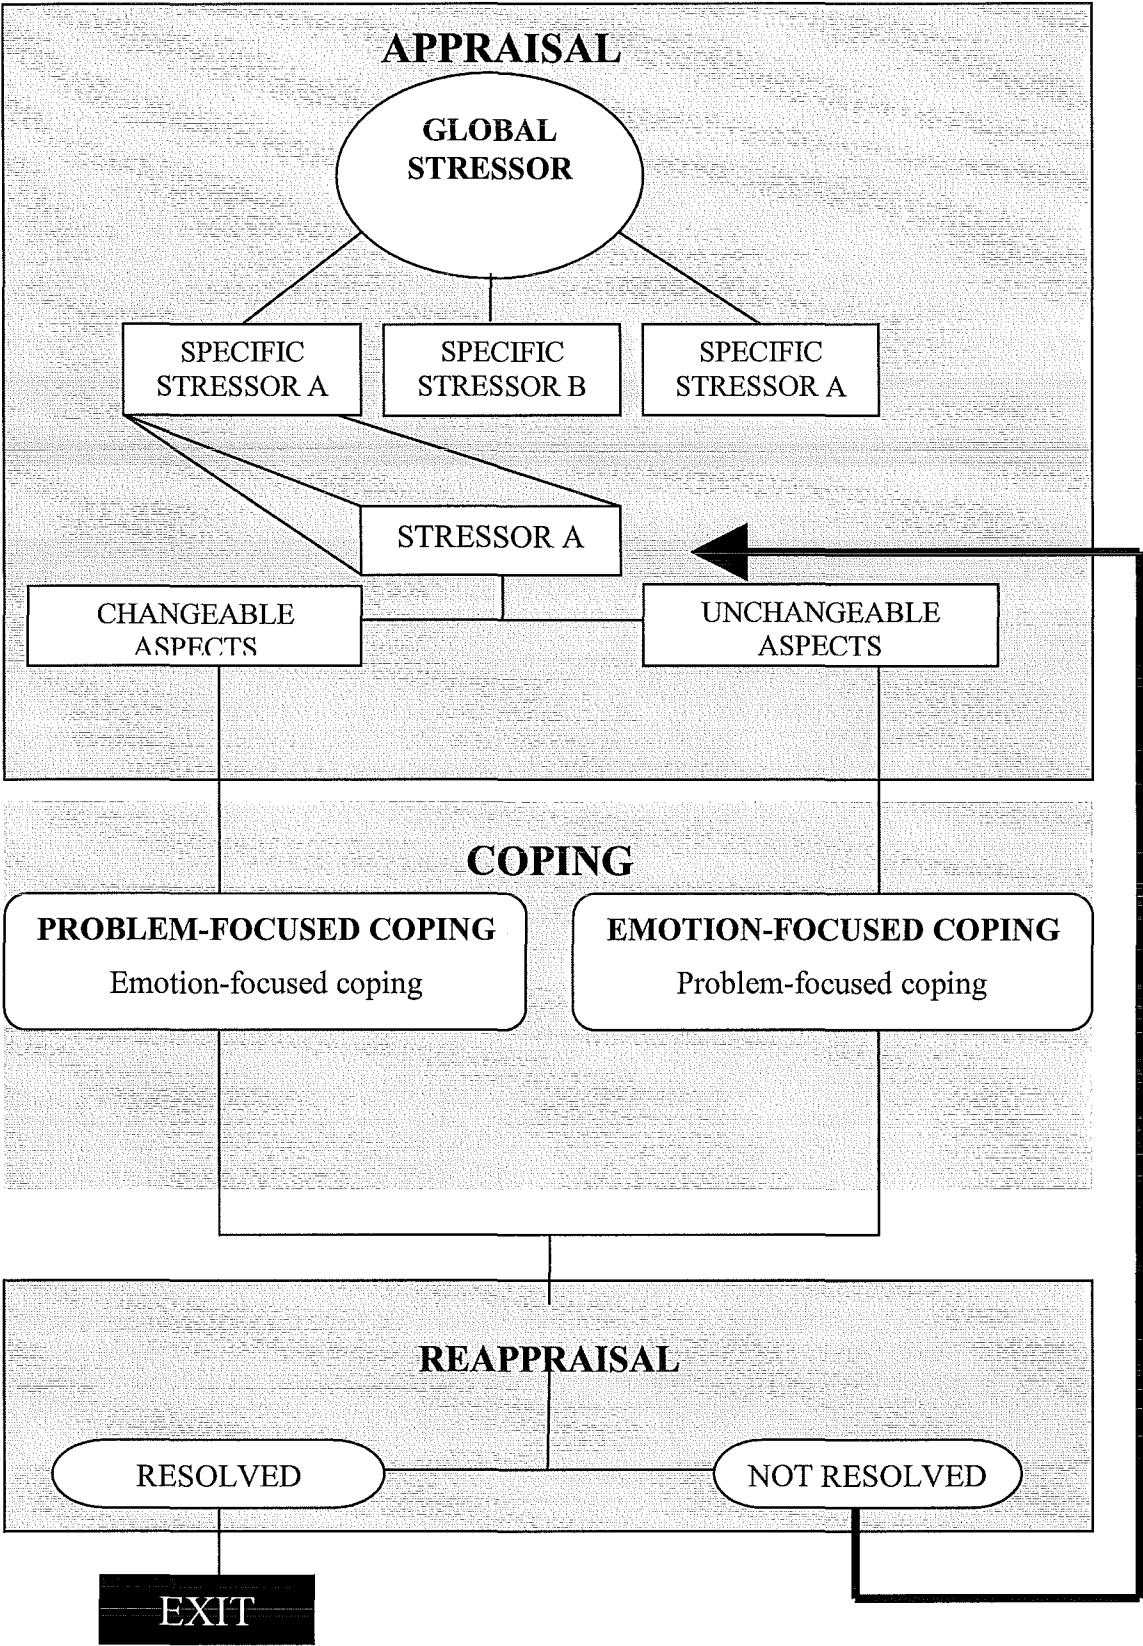 APPRAISAL
GLOBAL
STRESSOR
SPECIFIC
STRESSOR A
SPECIFIC
STRESSOR B
SPECIFIC
STRESSOR A
STRESSOR A
CHANGEABLE
ASPECTS
UNCHANGEABLE
ASPECTS
COPING
PROBLEM-FOCUSED COPING
Emotion-focused coping
EMOTION-FOCUSED COPING
Problem-focused coping
REAPPRAISAL
RESOLVED
NOT RESOLVED
EXIT